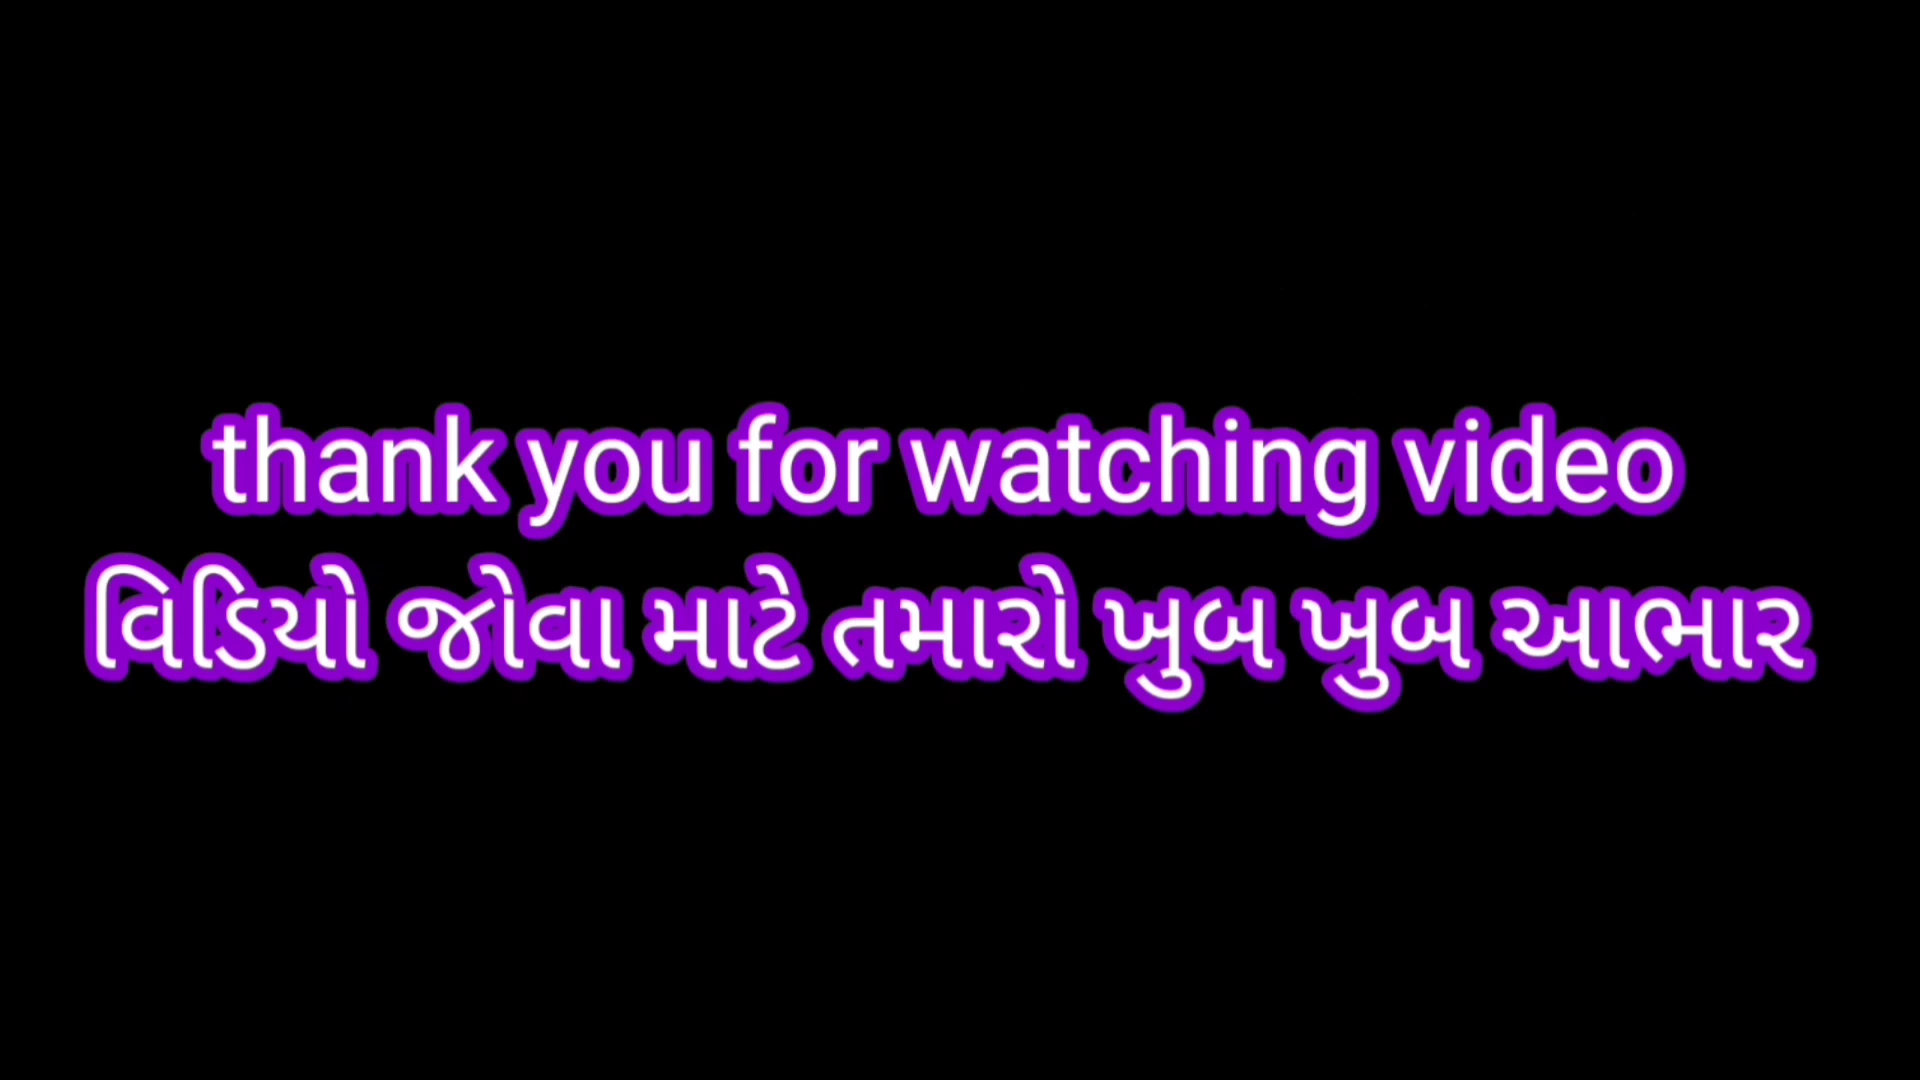 thank you for watching video
વિડિયો જોવા માટે તમારો ખુબ ખુબ આભાર